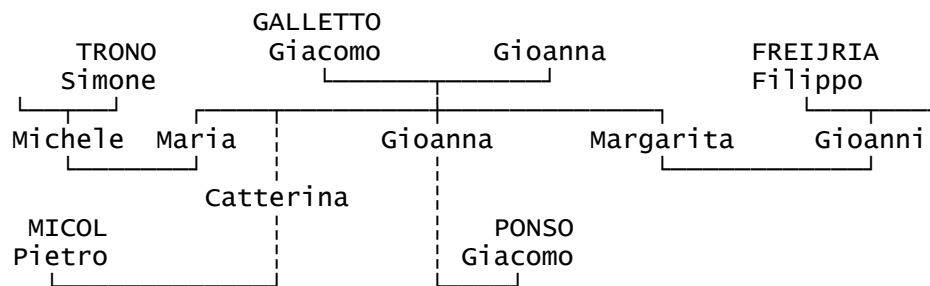 GALLETTO
TRONO Giacomo Gioanna FREIJRIA
Simone Filippo
Michele Maria Gioanna Margarita Gioanni
Catterina
MICOL PONSO
Pietro Giacomo